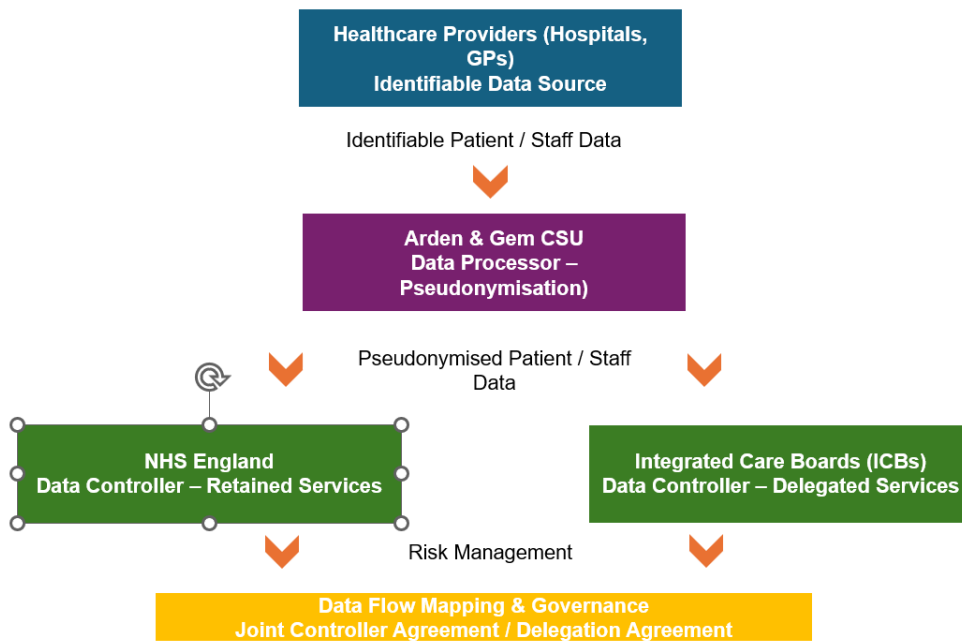 Healthcare Providers (Hospitals,
GPs)
Identifiable Data Source
Identifiable Patient / Staff Data
Arden & Gem CSU
Data Processor –
Pseudonymisation)
Pseudonymised Patient / Staff
Data
NHS England
Data Controller – Retained Services
Integrated Care Boards (ICBs)
Data Controller – Delegated Services
Risk Management
Data Flow Mapping & Governance
Joint Controller Agreement / Delegation Agreement